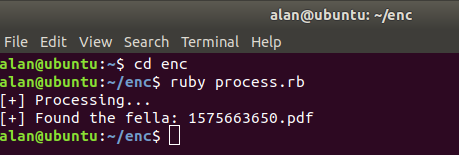 alan@ubuntu: ~/enc
File Edit View Search Terminal Help
alan@ubuntu:~$ cd enc
alan@ubuntu:~/enc$ ruby process.rb
[+] Processing...
[+] Found the fella: 1575663650.pdf
alan@ubuntu:~/enc$